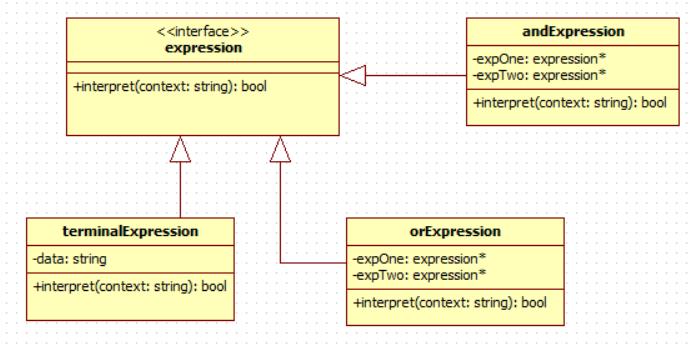 <<interface>>
expression
+interpret(context: string): bool
andExpression
-expOne: expression*
-expTwo: expression*
+interpret(context: string): bool
terminalExpression
-data: string
+interpret(context: string): bool
orExpression
-expOne: expression*
-expTwo: expression*
+interpret(context: string): bool